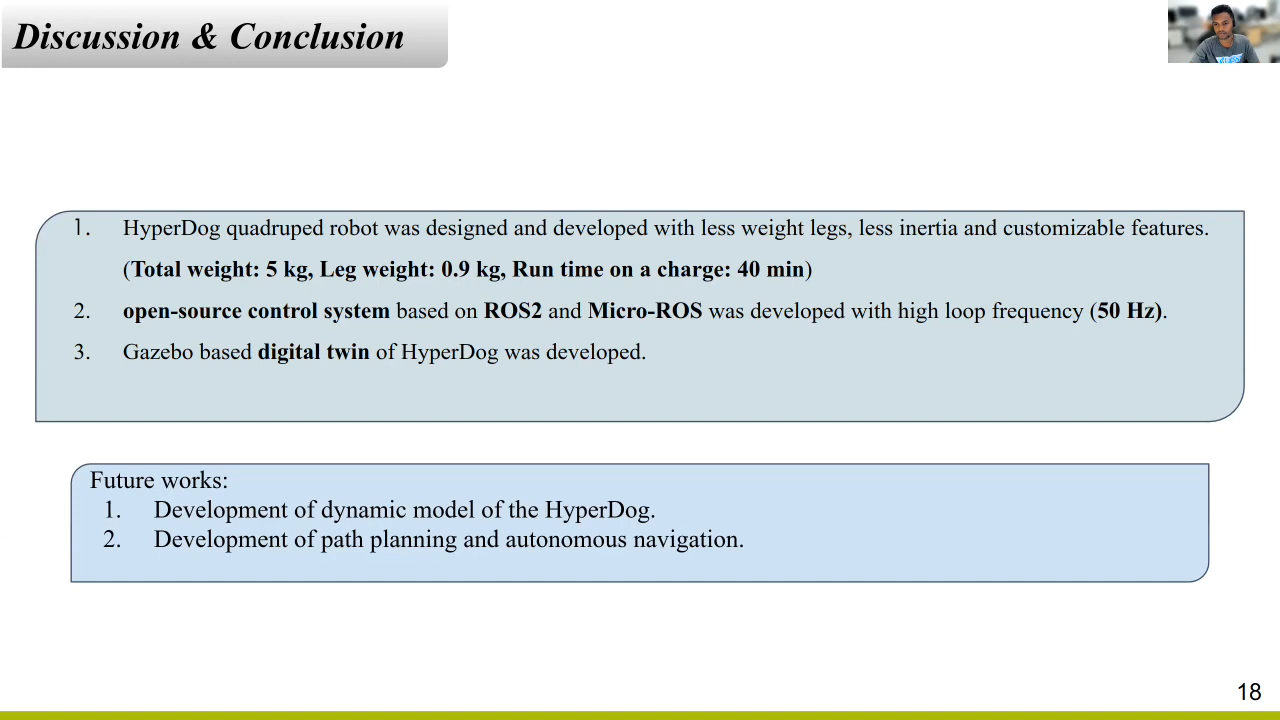 Discussion & Conclusion
1. HyperDog quadruped robot was designed and developed with less weight legs, less inertia and customizable features.
(Total weight: 5 kg, Leg weight: 0.9 kg, Run time on a charge: 40 min)
2. open-source control system based on ROS2 and Micro-ROS was developed with high loop frequency (50 Hz).
3. Gazebo based digital twin of HyperDog was developed.
Future works:
1. Development of dynamic model of the HyperDog.
2. Development of path planning and autonomous navigation.
18